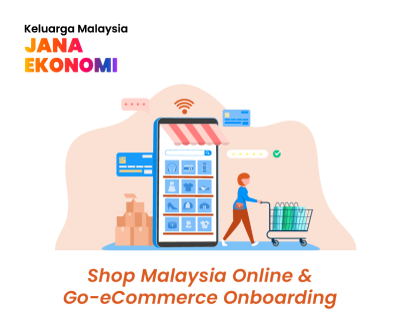 Keluarga Malaysia
JANA
EKONOMI
Shop Malaysia Online &
Go-eCommerce Onboarding